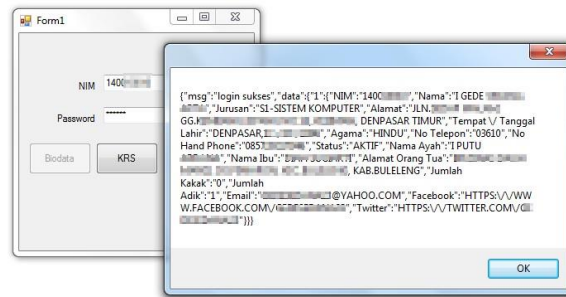 Form1
NIM 1400
Password ••••••
Biodata KRS
{"msg":"login sukses","data":{"1":{"NIM":"1400","Nama":"I GEDE
","Jurusan":"S1-SISTEM KOMPUTER","Alamat":"JLN.
GG. DENPASAR TIMUR","Tempat \/ Tanggal
Lahir":"DENPASAR, ","Agama":"HINDU","No Telepon":"03610","No
Hand Phone":"0857","Status":"AKTIF","Nama Ayah":"I PUTU
","Nama Ibu":" ","Alamat Orang Tua":"
, KAB.BULELENG","Jumlah
Kakak":"0","Jumlah
Adik":"1","Email":" @YAHOO.COM","Facebook":"HTTPS:\/\/WW
W.FACEBOOK.COM\/ ","Twitter":"HTTPS:\/\/TWITTER.COM\/
"}}}
OK